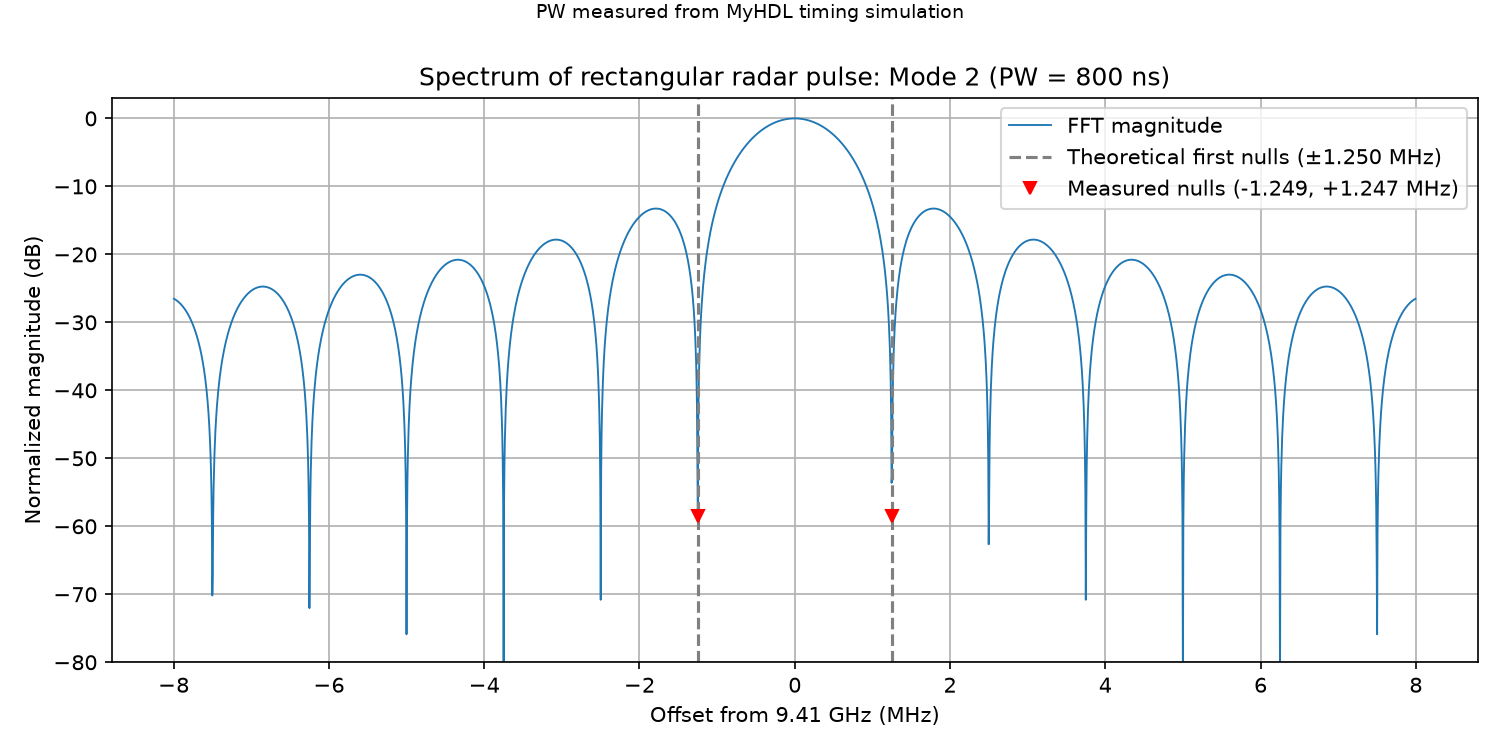 PW measured from MyHDL timing simulation
Spectrum of rectangular radar pulse: Mode 2 (PW = 800 ns)
FFT magnitude
Theoretical first nulls (±1.250 MHz)
Measured nulls (-1.249, +1.247 MHz)
Normalized magnitude (dB)
0
−10
−20
−30
−40
−50
−60
−70
−80
−8 −6 −4 −2 0 2 4 6 8
Offset from 9.41 GHz (MHz)